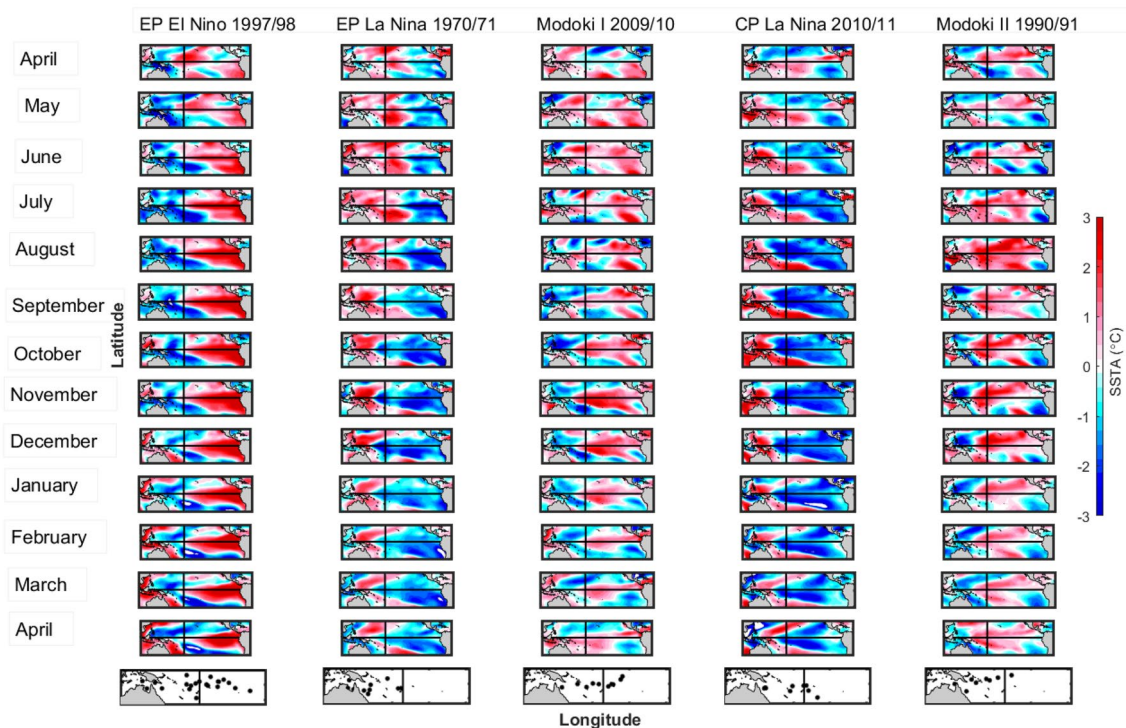 EP El Nino 1997/98 EP La Nina 1970/71 Modoki I 2009/10 CP La Nina 2010/11 Modoki II 1990/91
April
May
June
July
August
September
October
November
December
January
February
March
April
Latitude
Longitude
3
2
1
0
-1
-2
-3
SSTA (°C)